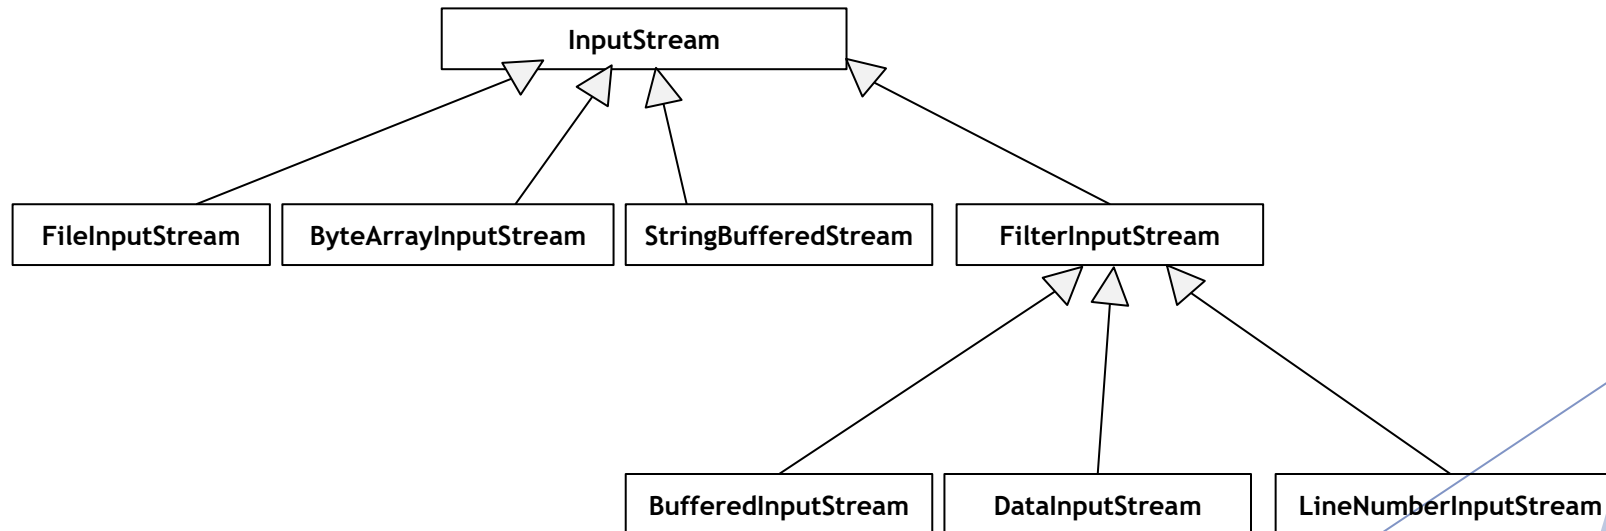 InputStream
FileInputStream
ByteArrayInputStream
StringBufferedStream
FilterInputStream
BufferedInputStream
DataInputStream
LineNumberInputStream